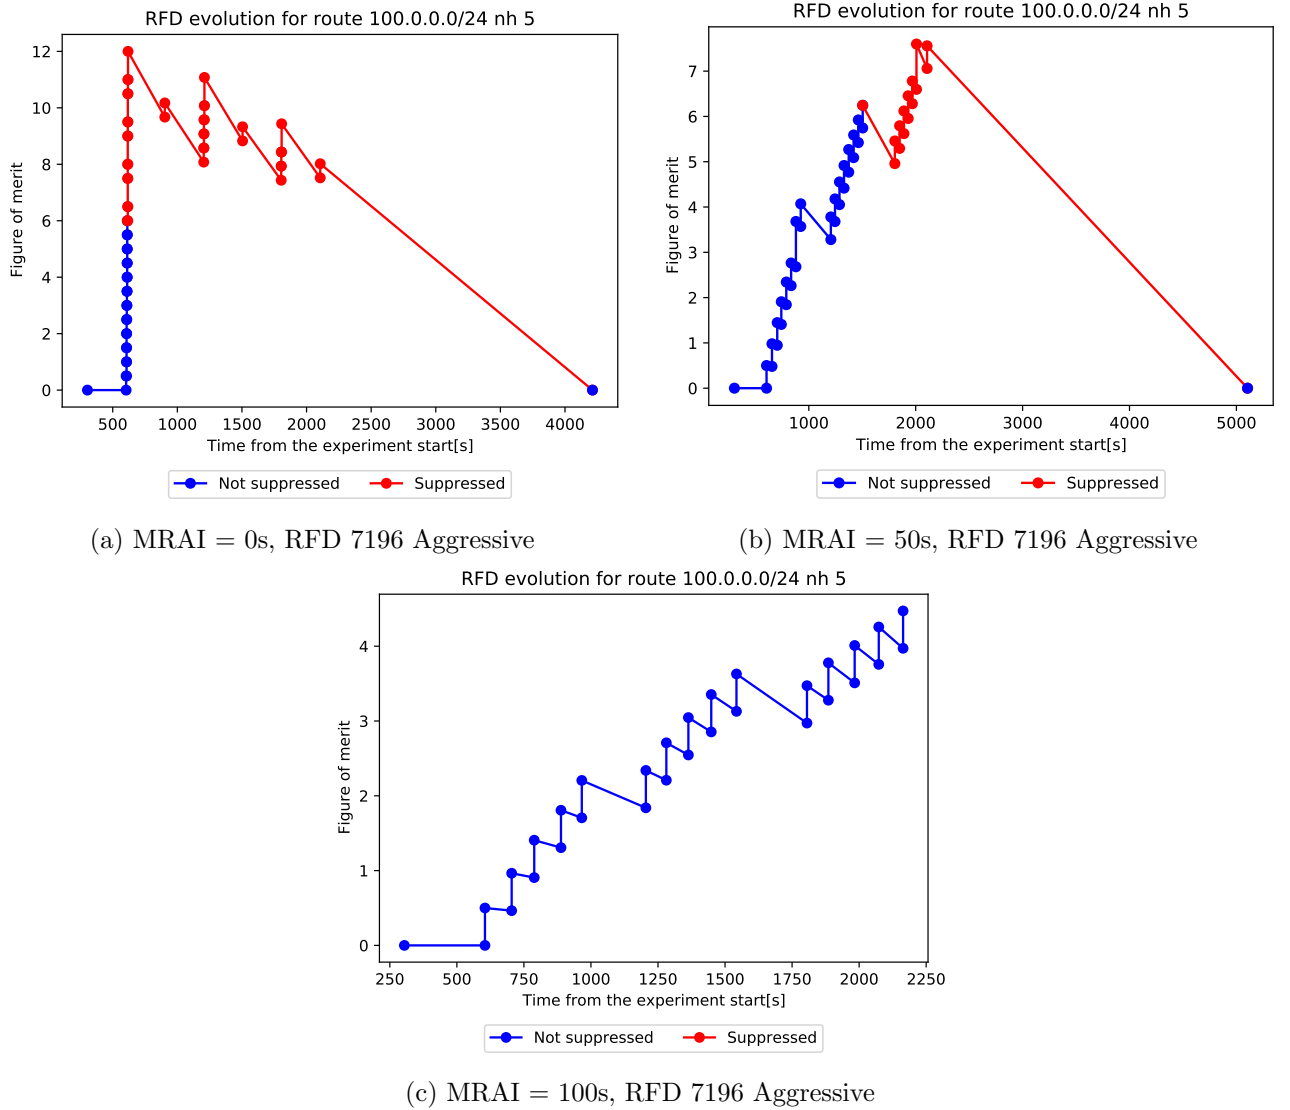 RFD evolution for route 100.0.0.0/24 nh 5
12
10
8
6
4
2
0
Figure of merit
500 1000 1500 2000 2500 3000 3500 4000
Time from the experiment start[s]
Not suppressed Suppressed
(a) MRAI = 0s, RFD 7196 Aggressive
RFD evolution for route 100.0.0.0/24 nh 5
7
6
5
4
3
2
1
0
Figure of merit
1000 2000 3000 4000 5000
Time from the experiment start[s]
Not suppressed Suppressed
(b) MRAI = 50s, RFD 7196 Aggressive
RFD evolution for route 100.0.0.0/24 nh 5
4
3
2
1
0
Figure of merit
250 500 750 1000 1250 1500 1750 2000 2250
Time from the experiment start[s]
Not suppressed Suppressed
(c) MRAI = 100s, RFD 7196 Aggressive